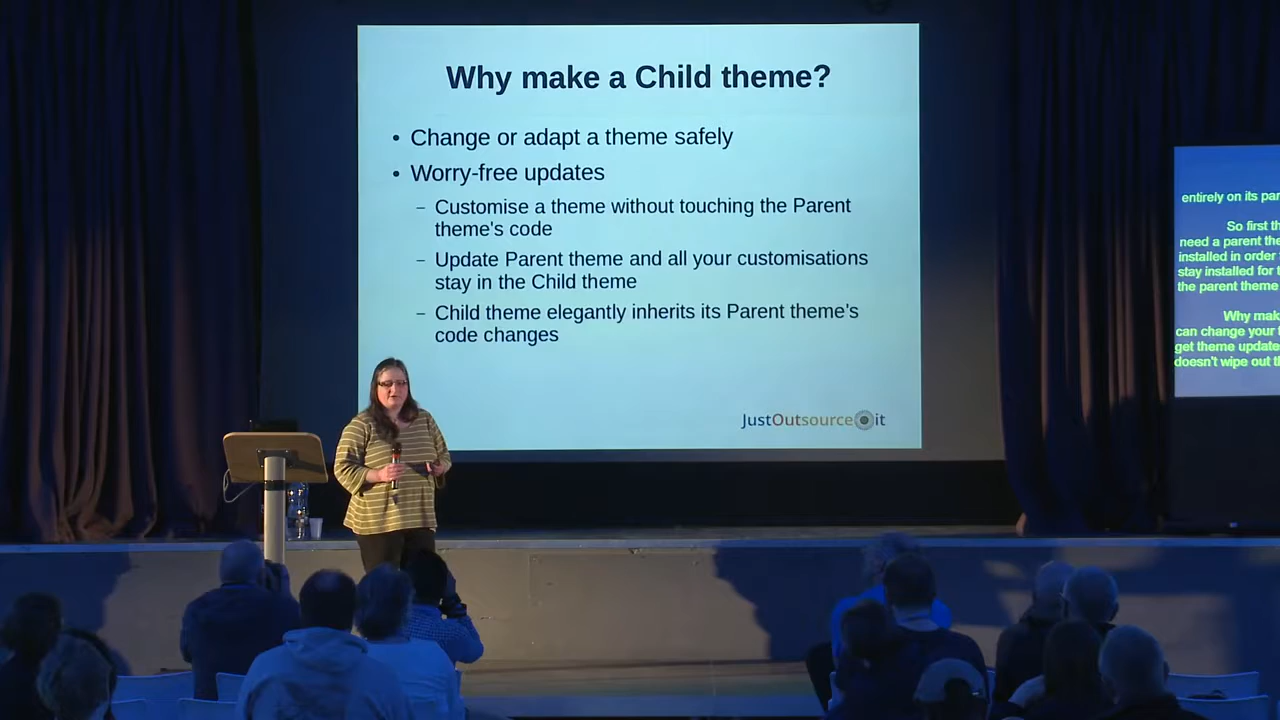 Why make a Child theme?
• Change or adapt a theme safely
• Worry-free updates
– Customise a theme without touching the Parent
theme's code
– Update Parent theme and all your customisations
stay in the Child theme
– Child theme elegantly inherits its Parent theme's
code changes
JustOutsource it
entirely on its par
So first th
need a parent the
installed in order
stay installed for t
the parent theme
Why mak
can change your t
get theme update
doesn't wipe out th